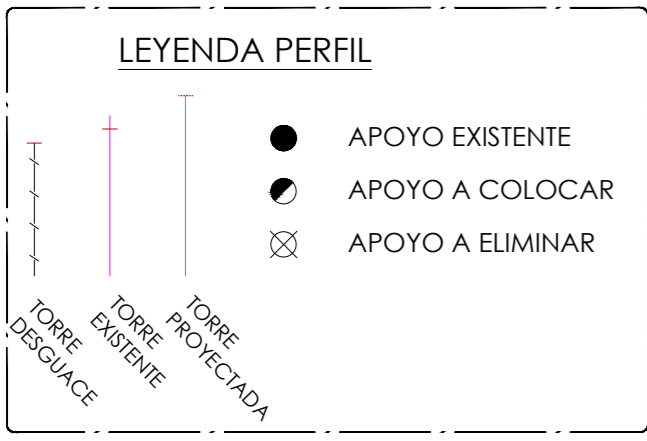 LEYENDA PERFIL
APOYO EXISTENTE
APOYO A COLOCAR
APOYO A ELIMINAR
TORRE
DESGUACE
TORRE
EXISTENTE
TORRE
PROYECTADA